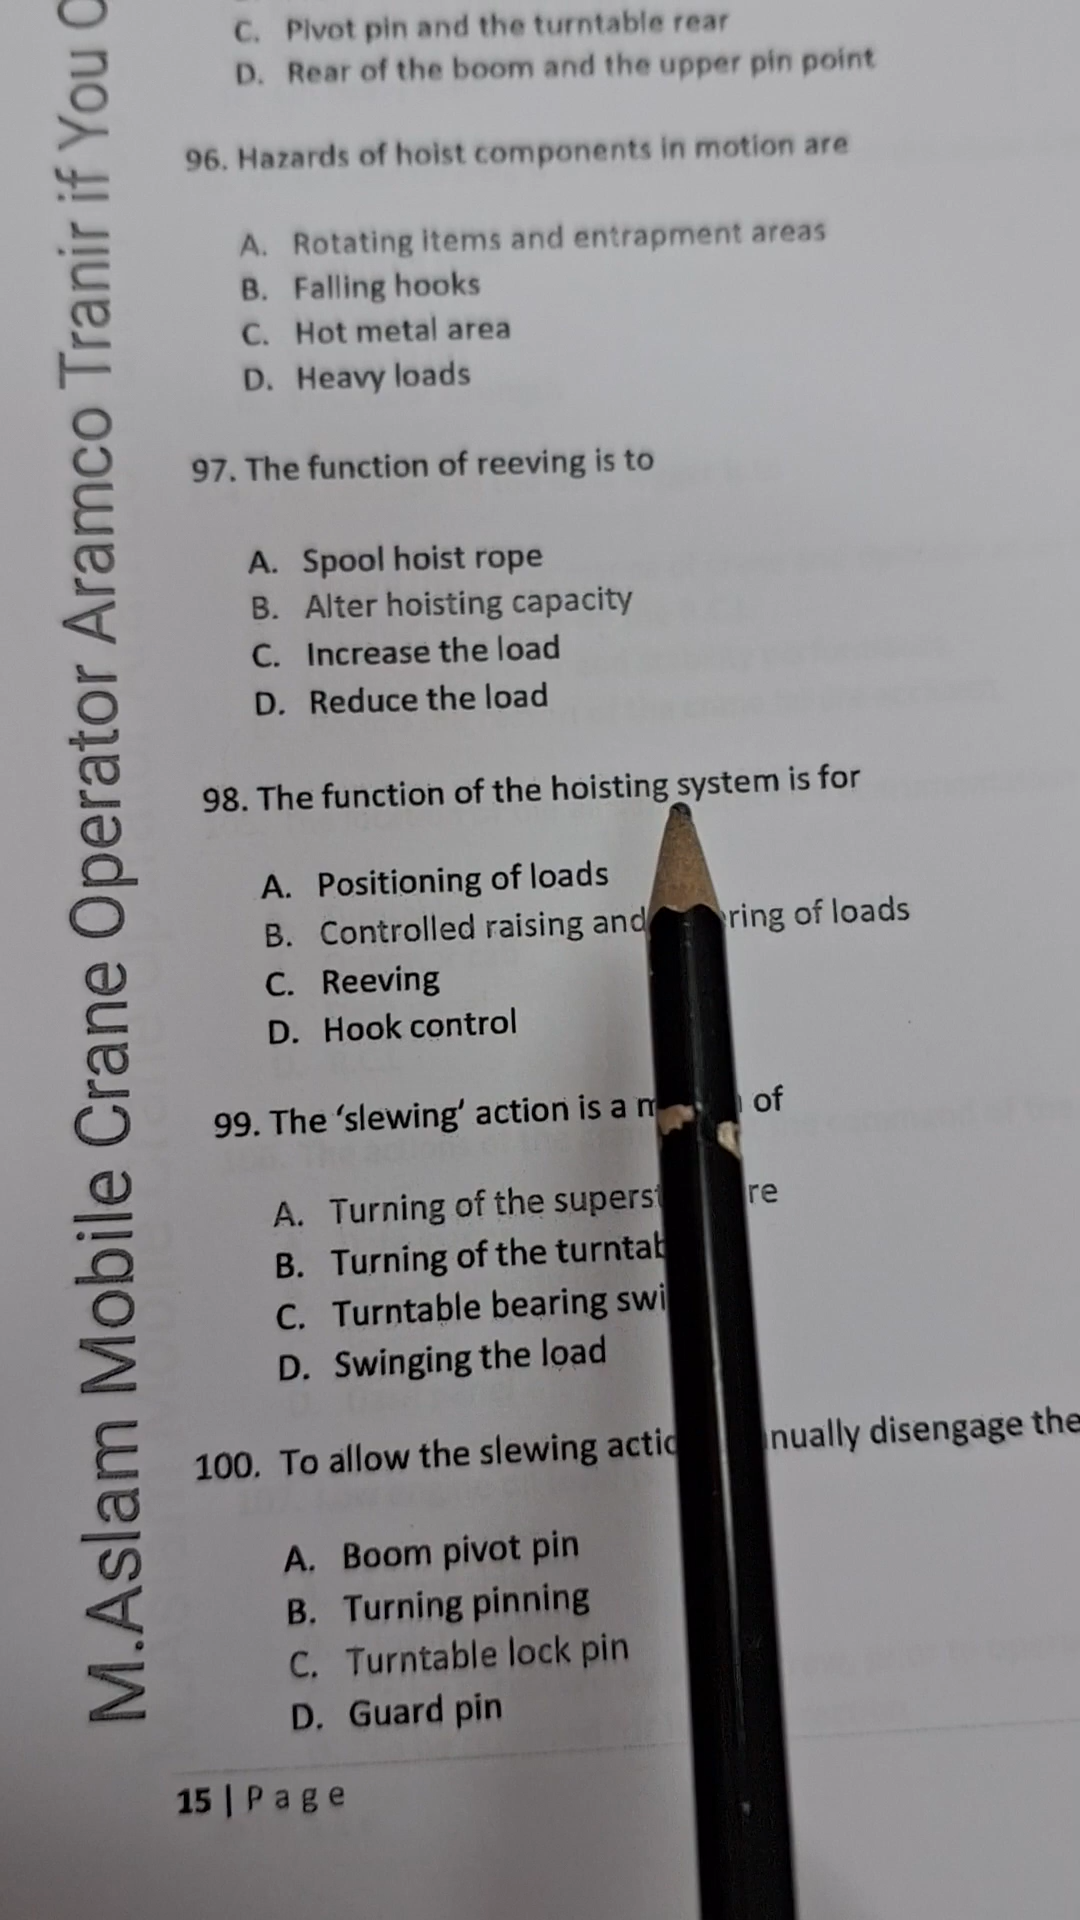 C. Pivot pin and the turntable rear
D. Rear of the boom and the upper pin point
96. Hazards of hoist components in motion are
A. Rotating items and entrapment areas
B. Falling hooks
C. Hot metal area
D. Heavy loads
97. The function of reeving is to
A. Spool hoist rope
B. Alter hoisting capacity
C. Increase the load
D. Reduce the load
98. The function of the hoisting system is for
A. Positioning of loads
B. Controlled raising and ring of loads
C. Reeving
D. Hook control
99. The ‘slewing’ action is a of
A. Turning of the
B. Turning of the
C. Turntable bearing
D. Swinging the load
100. To allow the slewing disengage the
A. Boom pivot pin
B. Turning pinning
C. Turntable lock pin
D. Guard pin
15 | Page
M.Aslam Mobile Crane Operator Aramco Tranir if You